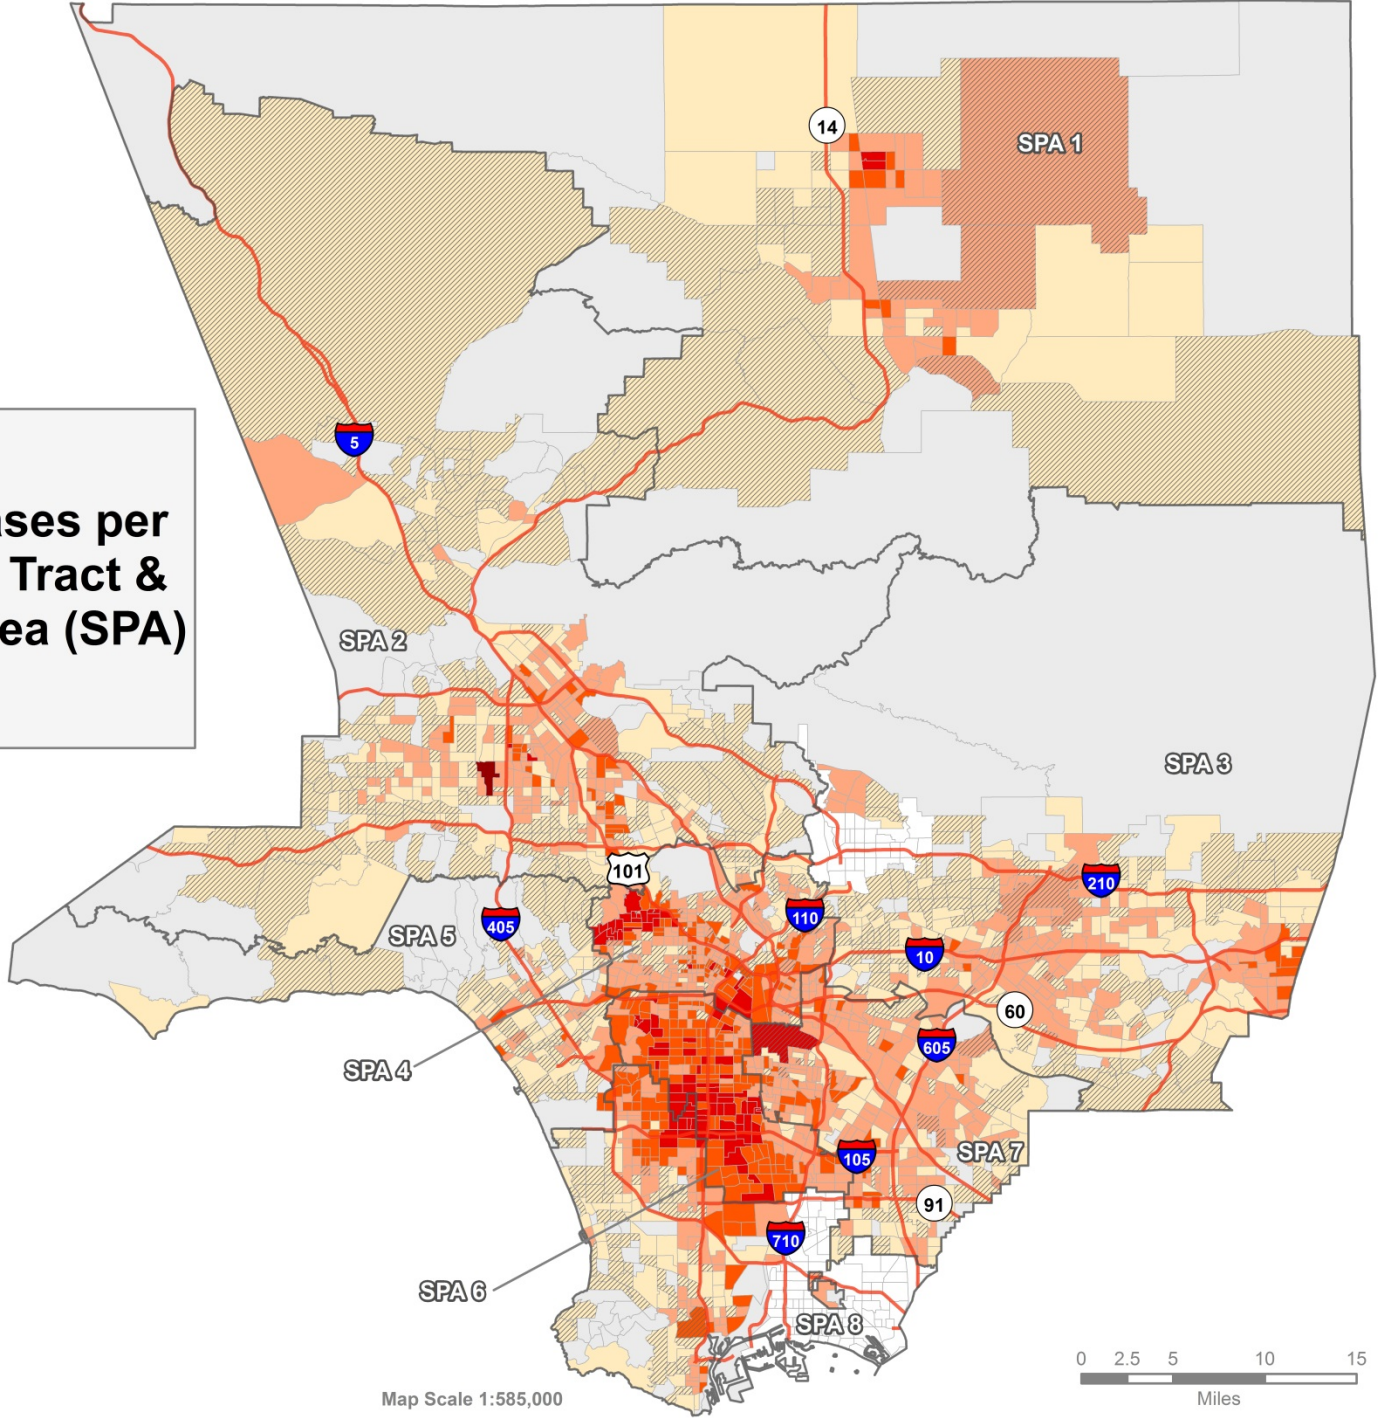 14
SPA 1
5
ases per
Tract &
ea (SPA)
SPA 2
SPA 3
101
210
405
SPA 5
110
10
60
605
SPA 4
105
SPA 7
91
710
SPA 6
SPA 8
0 2.5 5 10 15
Miles
Map Scale 1:585,000